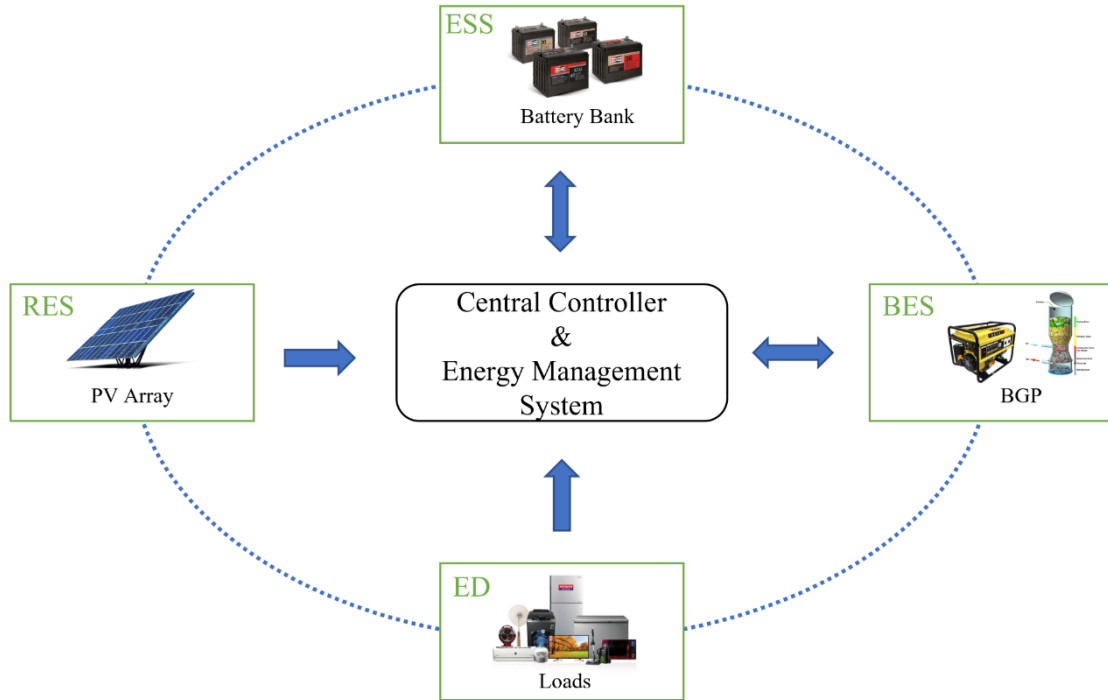 ESS
Battery Bank
RES
PV Array
Central Controller
&
Energy Management
System
BES
BGP
ED
Loads